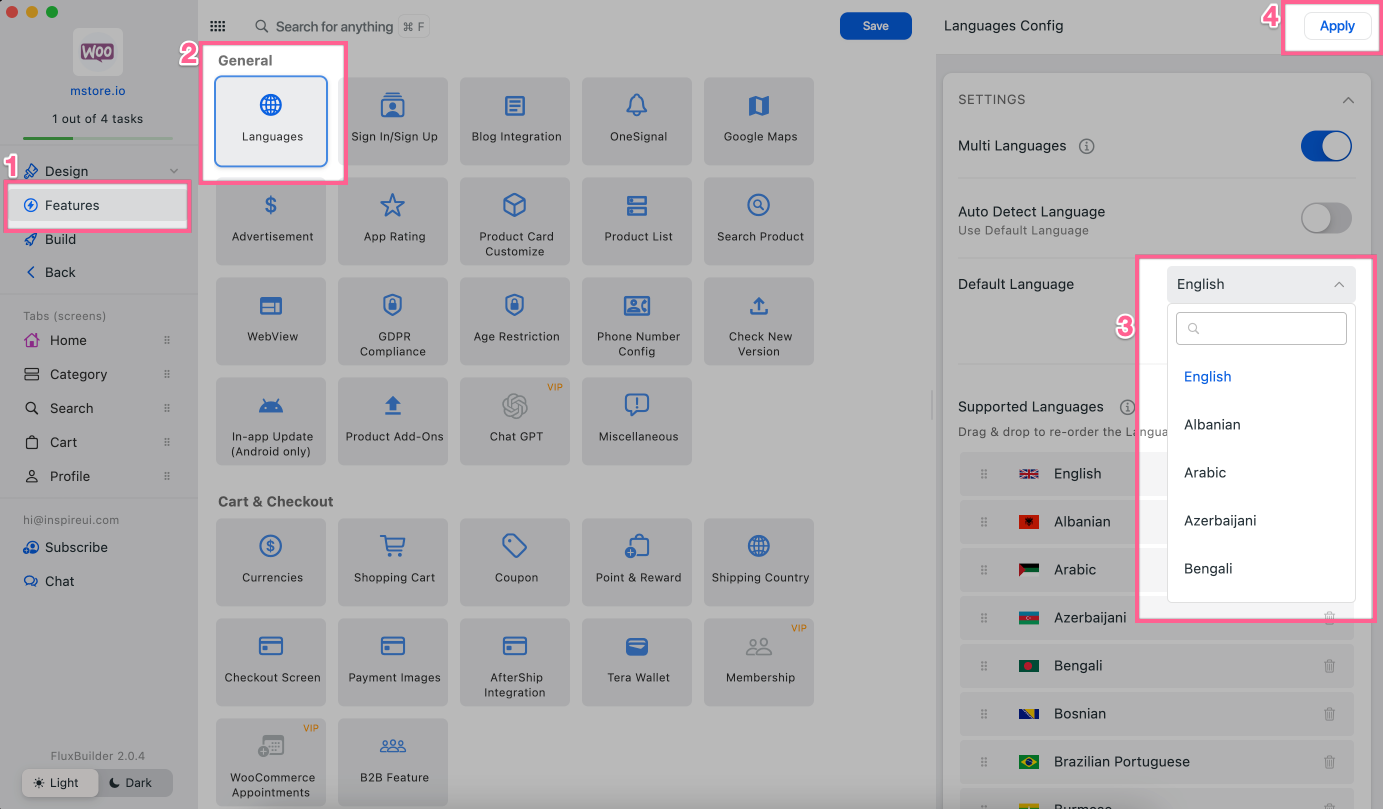 WOO
mstore.io
1 out of 4 tasks
1
Design
Features
Build
Back
Tabs (screens)
Home
Category
Search
Cart
Profile
hi@inspireui.com
Subscribe
Chat
FluxBuilder 2.0.4
Light
Dark
Search for anything ⌘ F
Save
2
General
Languages
Sign In/Sign Up
Blog Integration
OneSignal
Google Maps
Advertisement
App Rating
Product Card
Customize
Product List
Search Product
WebView
GDPR
Compliance
Age Restriction
Phone Number
Config
Check New
Version
In-app Update
(Android only)
Product Add-Ons
VIP
Chat GPT
Miscellaneous
Cart & Checkout
Currencies
Shopping Cart
Coupon
Point & Reward
Shipping Country
Checkout Screen
Payment Images
AfterShip
Integration
Tera Wallet
VIP
Membership
VIP
WooCommerce
Appointments
B2B Feature
Languages Config
4
Apply
SETTINGS
Multi Languages
Auto Detect Language
Use Default Language
Default Language
3
English
English
Albanian
Arabic
Azerbaijani
Bengali
Supported Languages
Drag & drop to re-order the Langua
English
Albanian
Arabic
Azerbaijani
Bengali
Bosnian
Brazilian Portuguese
Burmese